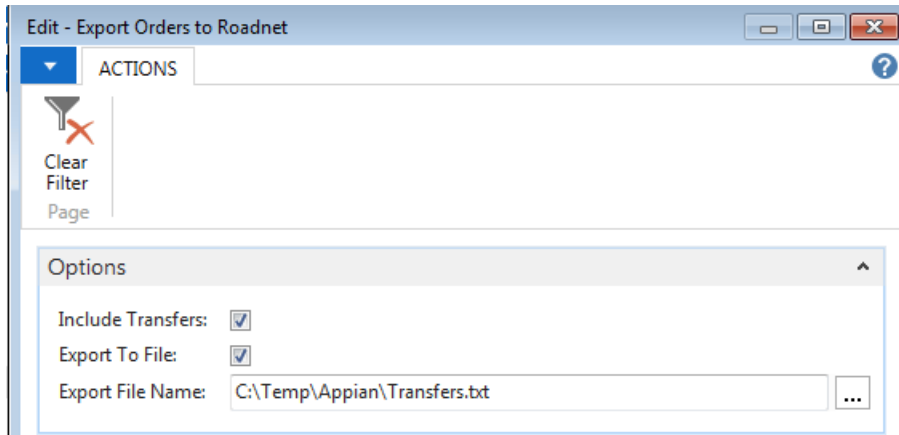 Edit - Export Orders to Roadnet
ACTIONS
?
Clear
Filter
Page
Options
Include Transfers:
Export To File:
Export File Name: C:\Temp\Appian\Transfers.txt ...